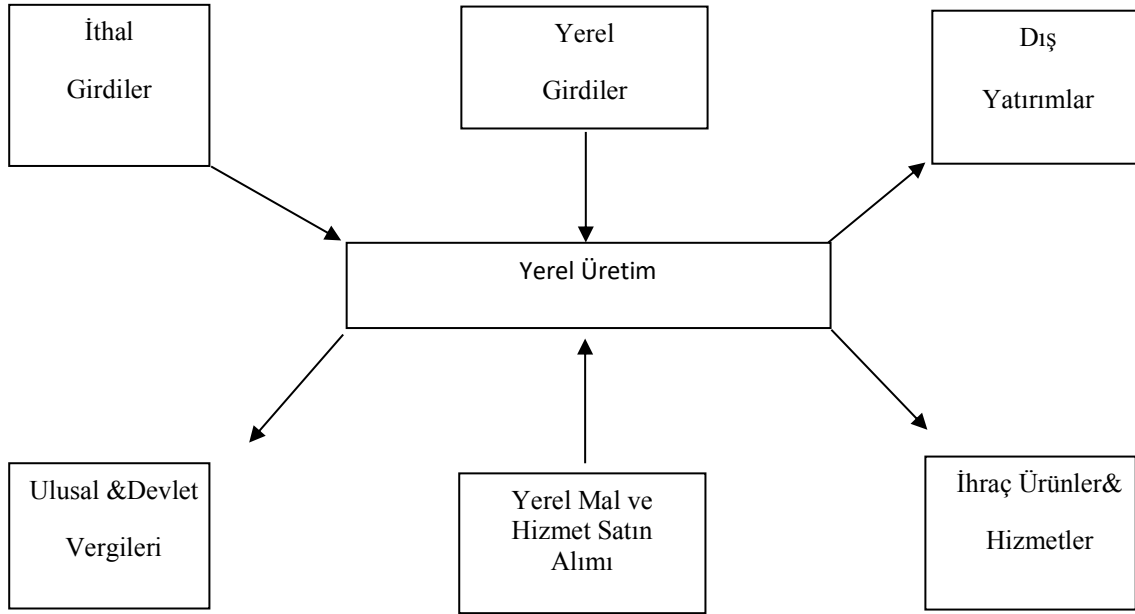 İthal
Girdiler
Yerel
Girdiler
Dış
Yatırımlar
Yerel Üretim
Ulusal &Devlet
Vergileri
Yerel Mal ve
Hizmet Satın
Alımı
İhraç Ürünler&
Hizmetler